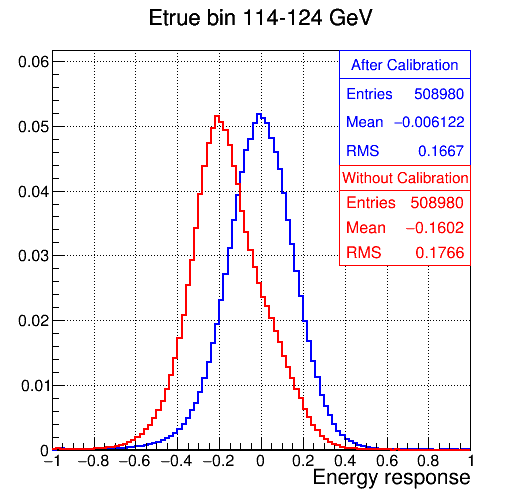 Etrue bin 114-124 GeV
After Calibration
Entries 508980
Mean −0.006122
RMS 0.1667
Without Calibration
Entries 508980
Mean −0.1602
RMS 0.1766
0.06
0.05
0.04
0.03
0.02
0.01
0
−1 −0.8 −0.6 −0.4 −0.2 0 0.2 0.4 0.6 0.8 1
Energy response